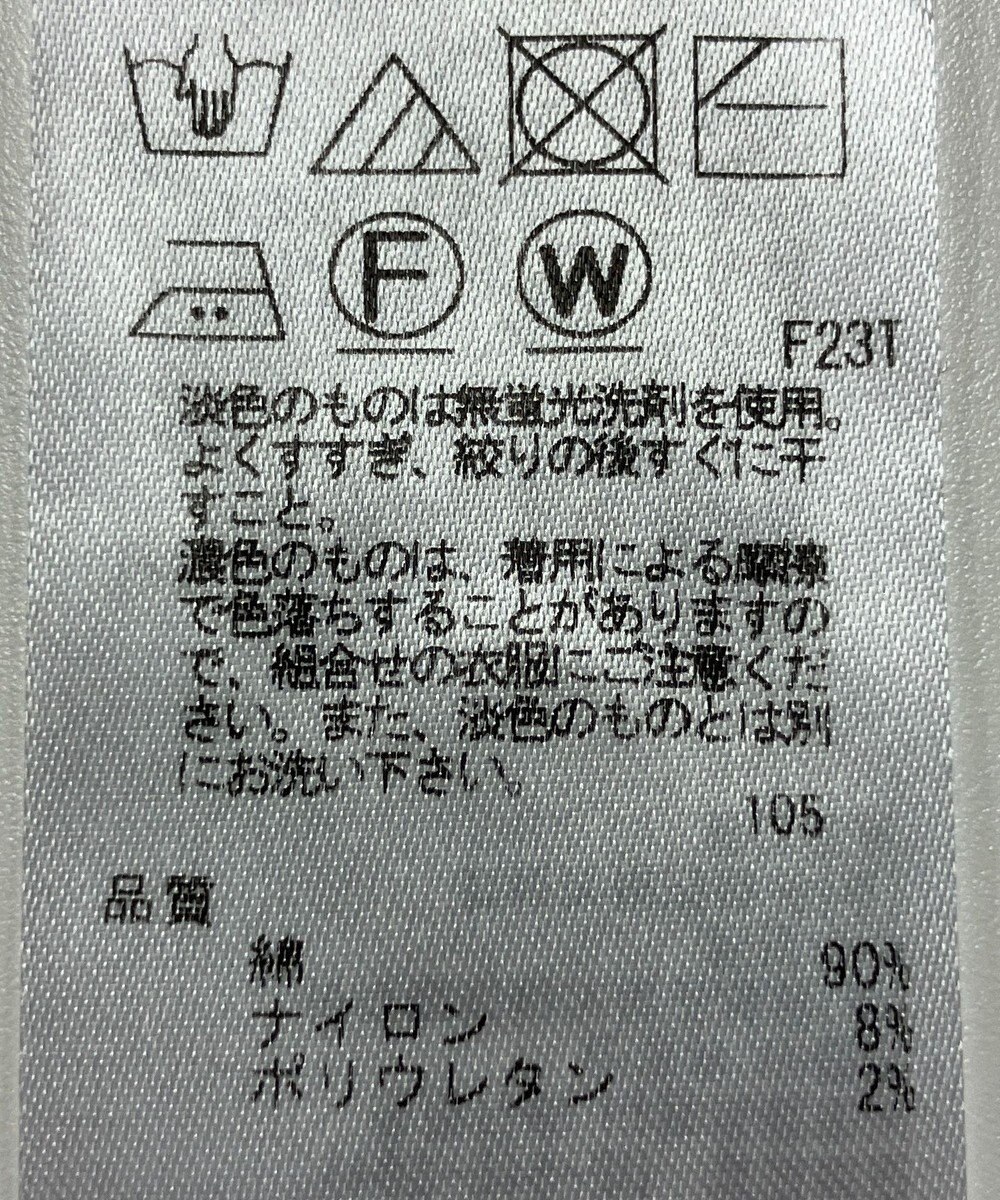 F
W
F23T
淡色のものは無蛍光洗剤を使用。
よくすすぎ、絞りの後すぐに干
すこと。
濃色のものは、着用による摩擦
で色落ちすることがありますの
で、組合せの衣服にご注意くだ
さい。また、淡色のものとは別
にお洗い下さい。
105
品質
綿 90%
ナイロン 8%
ポリウレタン 2%